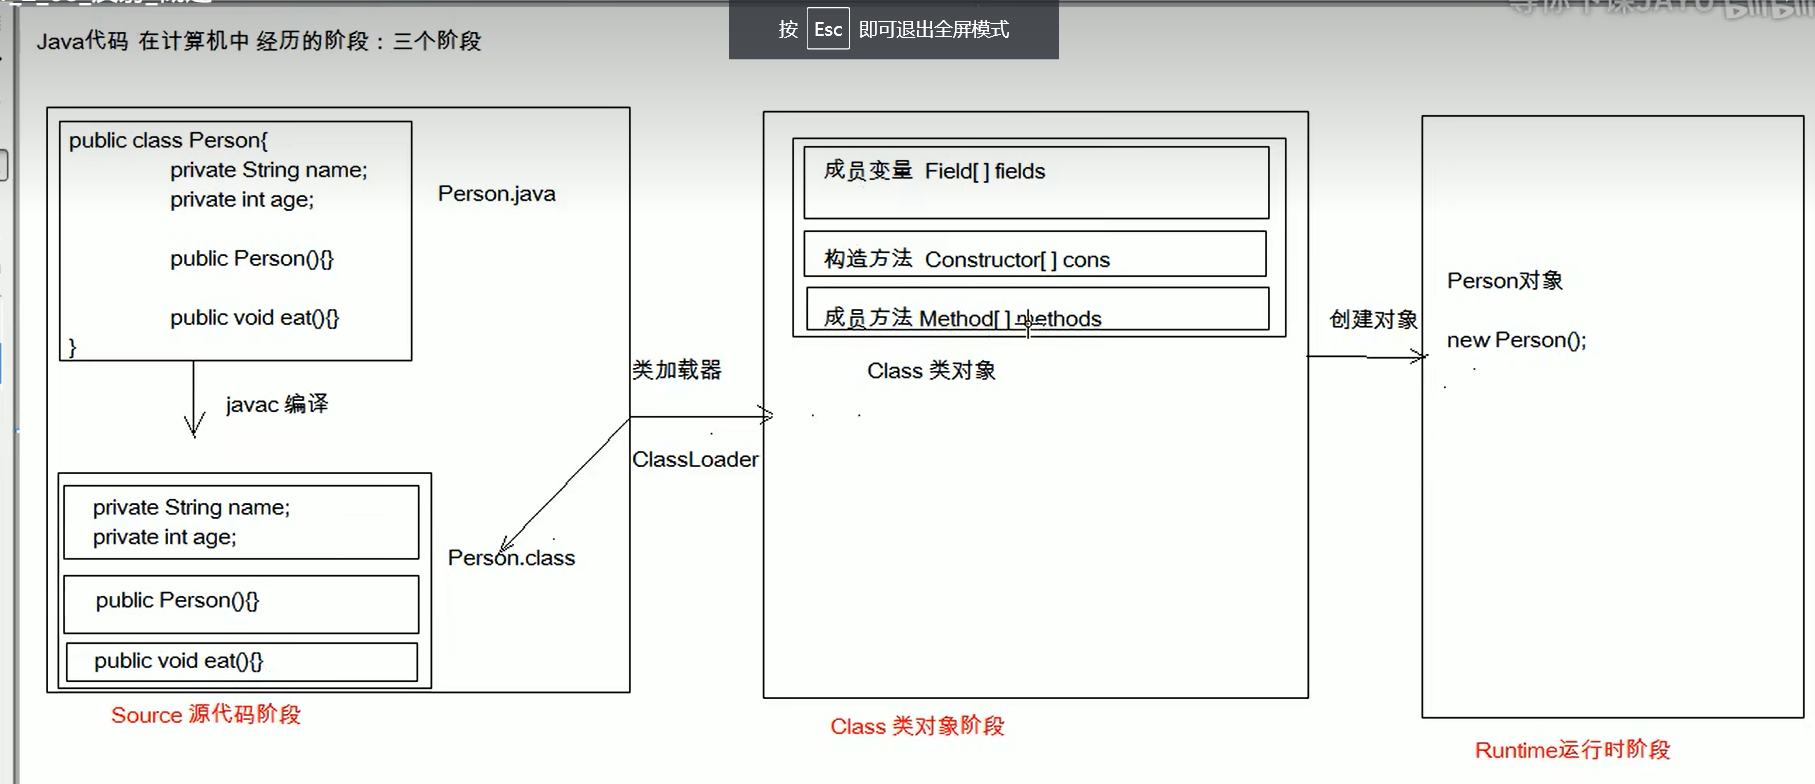 按 Esc 即可退出全屏模式
Java代码 在计算机中 经历的阶段：三个阶段
public class Person{
private String name;
private int age;
public Person(){}
public void eat(){}
}
Person.java
javac 编译
private String name;
private int age;
public Person(){}
public void eat(){}
Person.class
Source 源代码阶段
类加载器
ClassLoader
成员变量 Field[ ] fields
构造方法 Constructor[ ] cons
成员方法 Method[ ] methods
Class 类对象
Class 类对象阶段
创建对象
Person对象
new Person();
Runtime运行时阶段